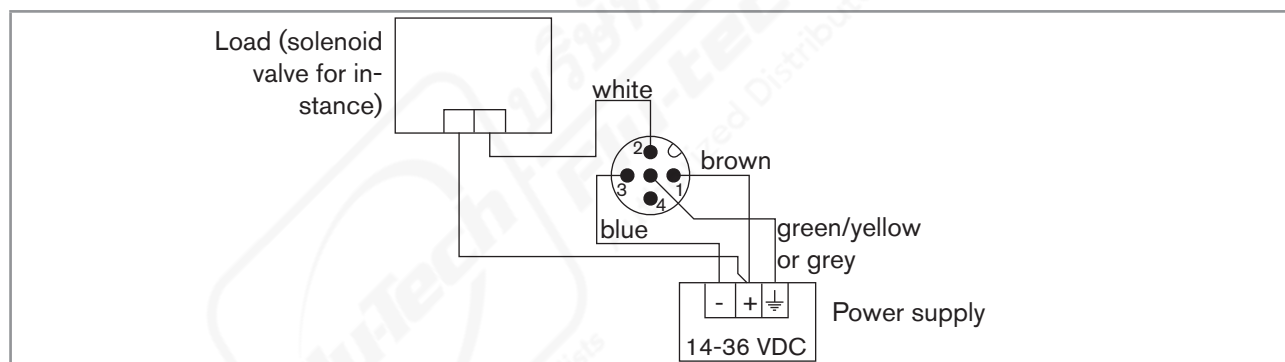 Load (solenoid
valve for in-
stance)
white
2
brown
3
1
4
blue
green/yellow
or grey
- +
Power supply
14-36 VDC